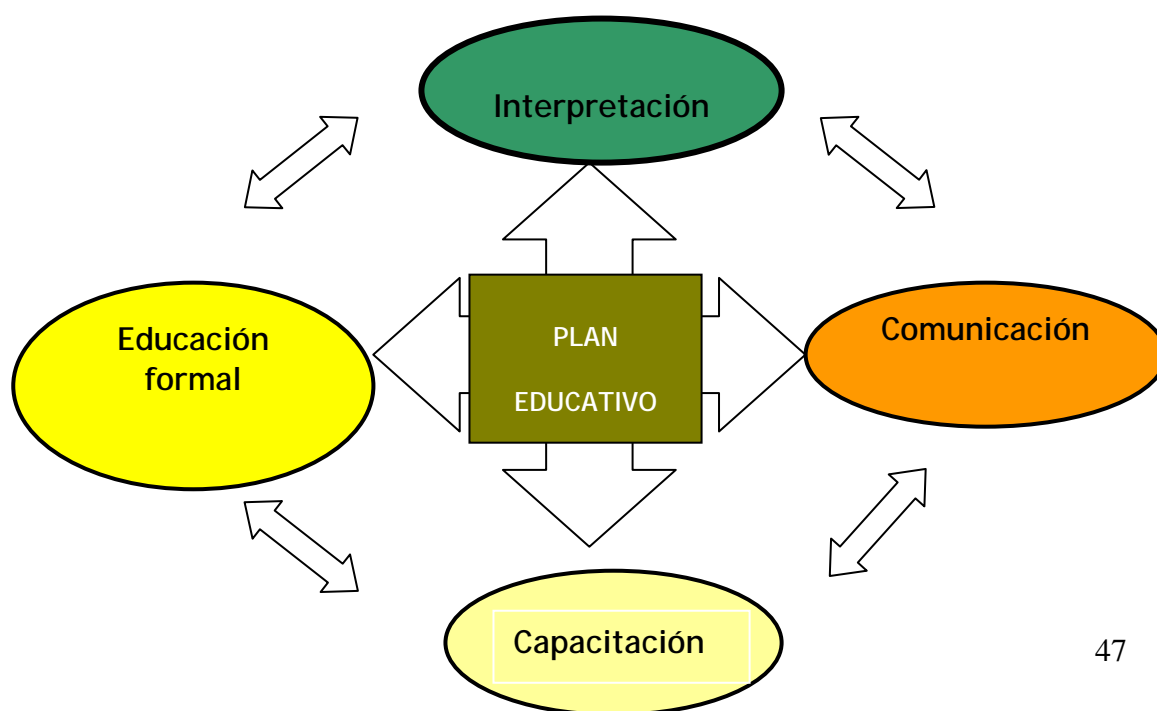 Interpretación
Educación
formal
PLAN
EDUCATIVO
Comunicación
Capacitación
47